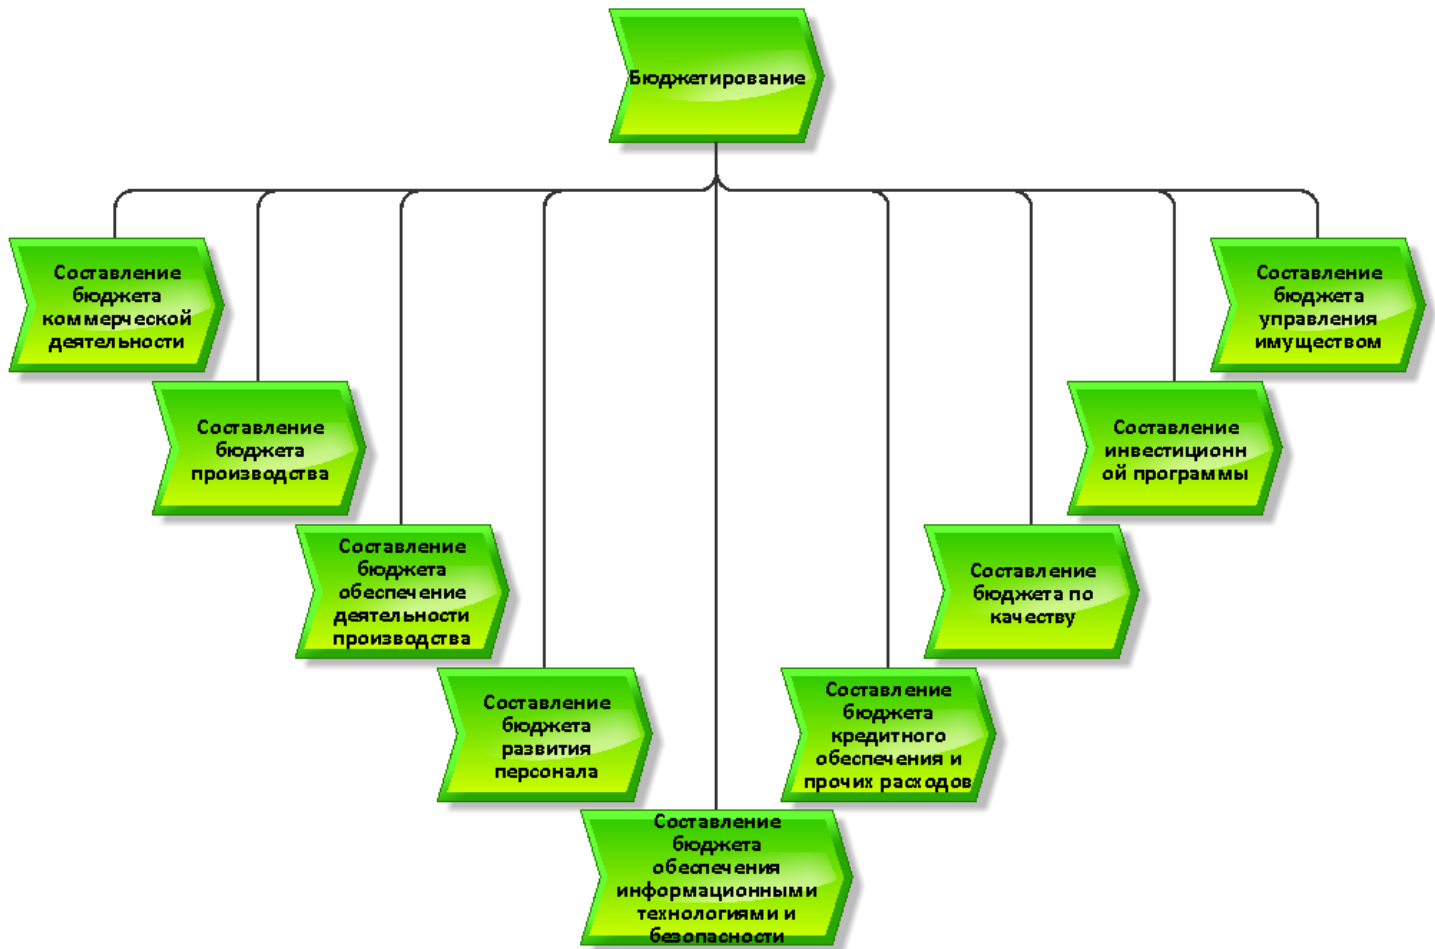 Бюджетирование
Составление
бюджета
коммерческой
деятельности
Составление
бюджета
производства
Составление
бюджета
обеспечение
деятельности
производства
Составление
бюджета
развития
персонала
Составление
бюджета
обеспечения
информационными
технологиями и
безопасности
Составление
бюджета
кредитного
обеспечения и
прочих расходов
Составление
бюджета по
качеству
Составление
инвестиционн
ой программы
Составление
бюджета
управления
имуществом